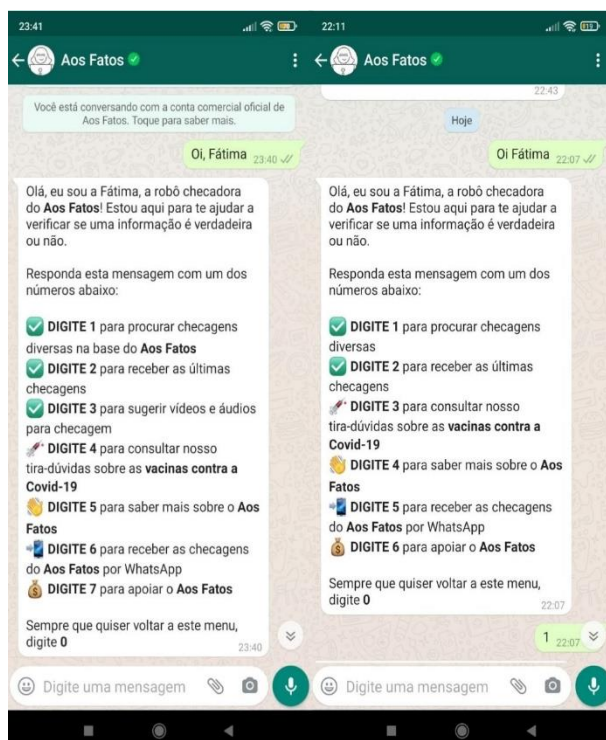 23:41
Aos Fatos
Você está conversando com a conta comercial oficial de
Aos Fatos. Toque para saber mais.
Oi, Fátima 23:40
Olá, eu sou a Fátima, a robô checadora
do Aos Fatos! Estou aqui para te ajudar a
verificar se uma informação é verdadeira
ou não.
Responda esta mensagem com um dos
números abaixo:
DIGITE 1 para procurar checagens
diversas na base do Aos Fatos
DIGITE 2 para receber as últimas
checagens
DIGITE 3 para sugerir vídeos e áudios
para checagem
DIGITE 4 para consultar nosso
tira-dúvidas sobre as vacinas contra a
Covid-19
DIGITE 5 para saber mais sobre o Aos
Fatos
DIGITE 6 para receber as checagens
do Aos Fatos por WhatsApp
DIGITE 7 para apoiar o Aos Fatos
Sempre que quiser voltar a este menu,
digite 0
23:40
Digite uma mensagem
22:11
Aos Fatos
22:43
Hoje
Oi Fátima 22:07
Olá, eu sou a Fátima, a robô checadora
do Aos Fatos! Estou aqui para te ajudar a
verificar se uma informação é verdadeira
ou não.
Responda esta mensagem com um dos
números abaixo:
DIGITE 1 para procurar checagens
diversas
DIGITE 2 para receber as últimas
checagens
DIGITE 3 para consultar nosso
tira-dúvidas sobre as vacinas contra a
Covid-19
DIGITE 4 para saber mais sobre o Aos
Fatos
DIGITE 5 para receber as checagens
do Aos Fatos por WhatsApp
DIGITE 6 para apoiar o Aos Fatos
Sempre que quiser voltar a este menu,
digite 0
22:07
1 22:07
Digite uma mensagem